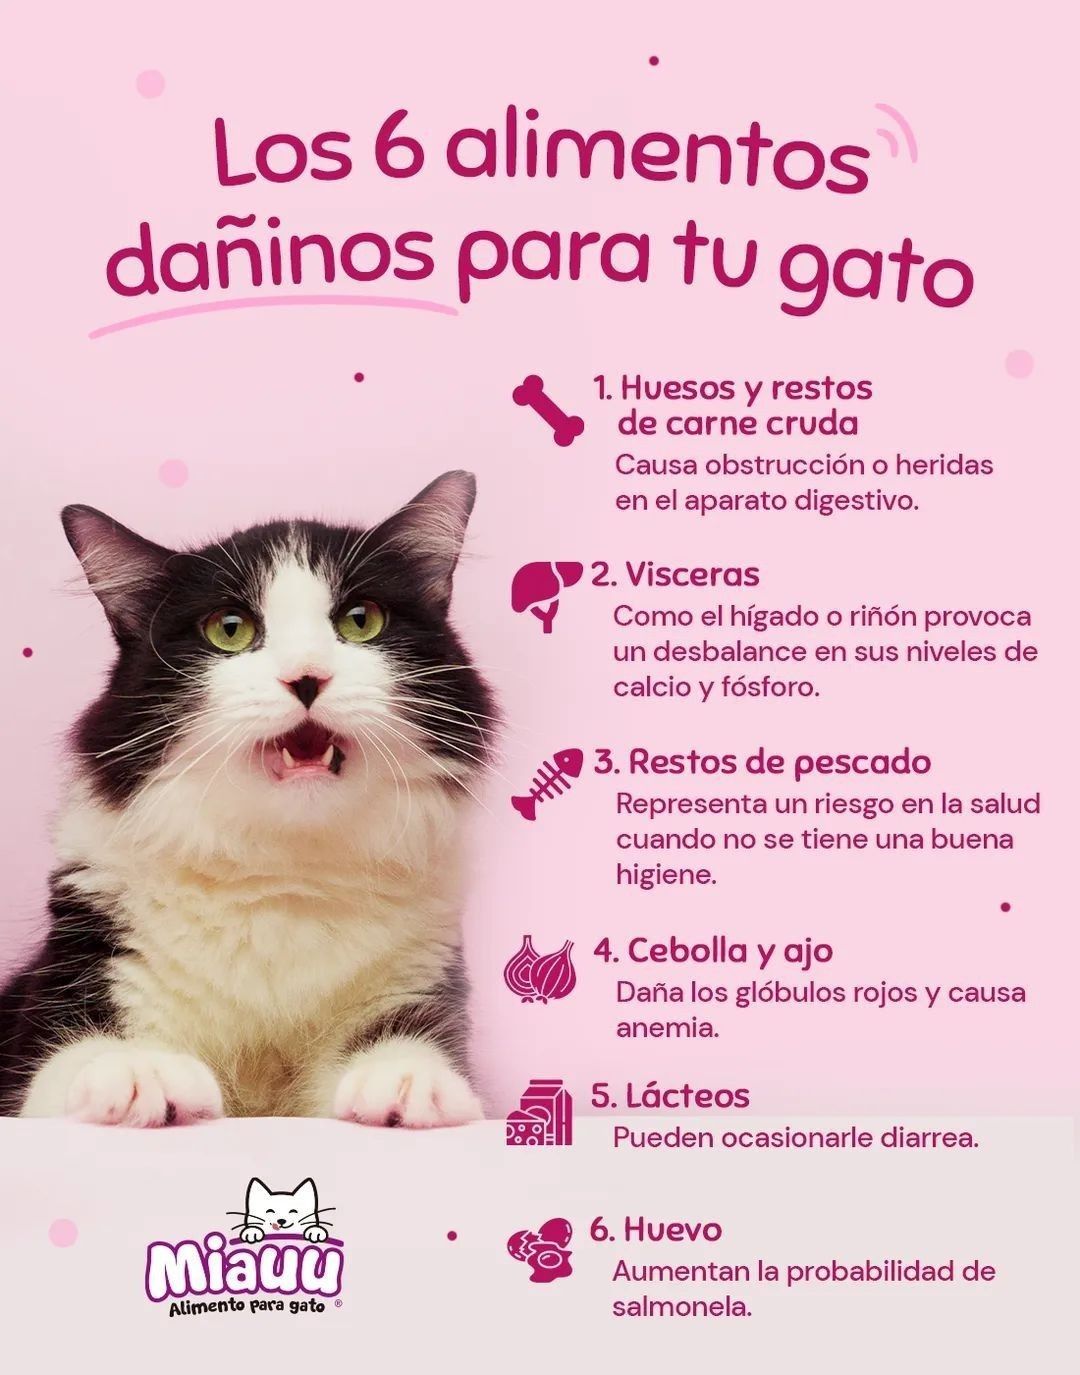 Los 6 alimentos
dañinos para tu gato
1. Huesos y restos
de carne cruda
Causa obstrucción o heridas
en el aparato digestivo.
2. Visceras
Como el hígado o riñón provoca
un desbalance en sus niveles de
calcio y fósforo.
3. Restos de pescado
Representa un riesgo en la salud
cuando no se tiene una buena
higiene.
4. Cebolla y ajo
Daña los glóbulos rojos y causa
anemia.
5. Lácteos
Pueden ocasionarle diarrea.
6. Huevo
Aumentan la probabilidad de
salmonela.
Miauu
Alimento para gato ®